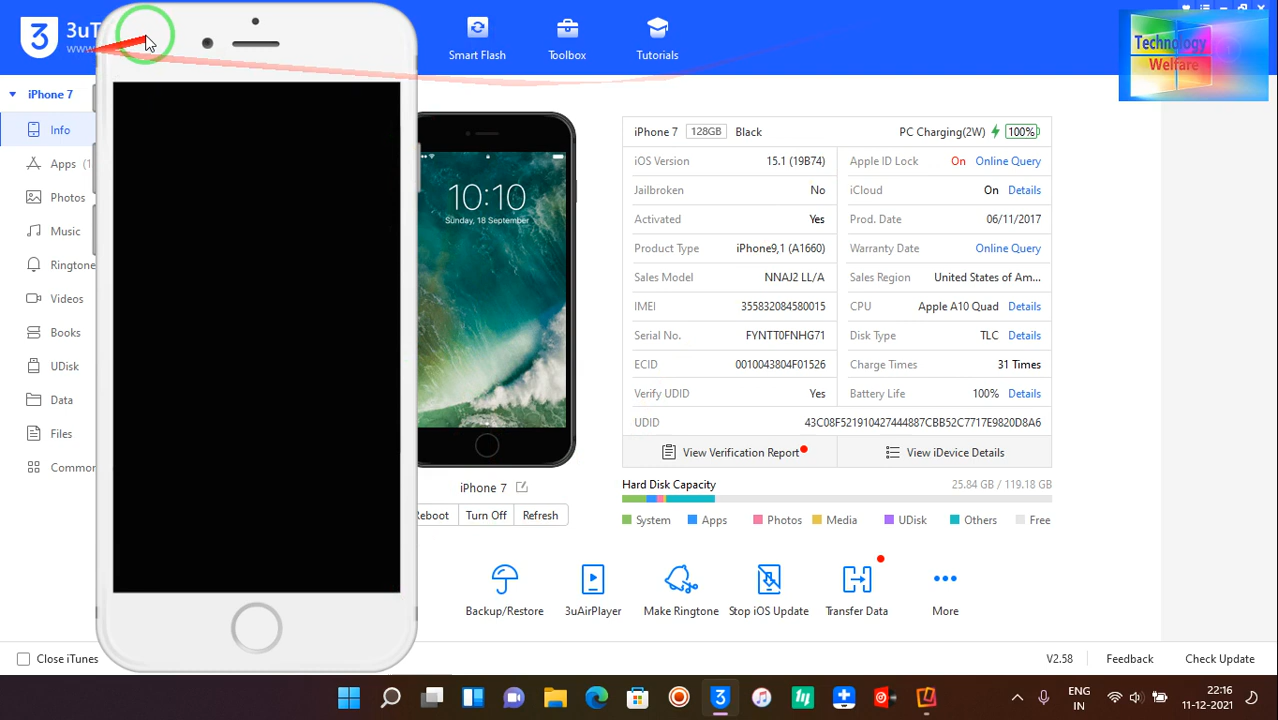 3uT
www
Smart Flash
Toolbox
Tutorials
Technology
Welfare
iPhone 7
Info
Apps (1
Photos
Music
Ringtone
Videos
Books
UDisk
Data
Files
Commo
Close iTunes
10:10
Sunday, 18 September
iPhone 7
Reboot
Turn Off
Refresh
iPhone 7 128GB Black PC Charging(2W) 100%
iOS Version 15.1 (19B74) Apple ID Lock On Online Query
Jailbroken No iCloud On Details
Activated Yes Prod. Date 06/11/2017
Product Type iPhone9,1 (A1660) Warranty Date Online Query
Sales Model NNAJ2 LL/A Sales Region United States of Am...
IMEI 355832084580015 CPU Apple A10 Quad Details
Serial No. FYNTT0FNHG71 Disk Type TLC Details
ECID 0010043804F01526 Charge Times 31 Times
Verify UDID Yes Battery Life 100% Details
UDID 43C08F521910427444887CBB52C7717E9820D8A6
View Verification Report View iDevice Details
Hard Disk Capacity 25.84 GB / 119.18 GB
System Apps Photos Media UDisk Others Free
Backup/Restore
3uAirPlayer
Make Ringtone
Stop iOS Update
Transfer Data
More
V2.58
Feedback
Check Update
ENG
IN
22:16
11-12-2021